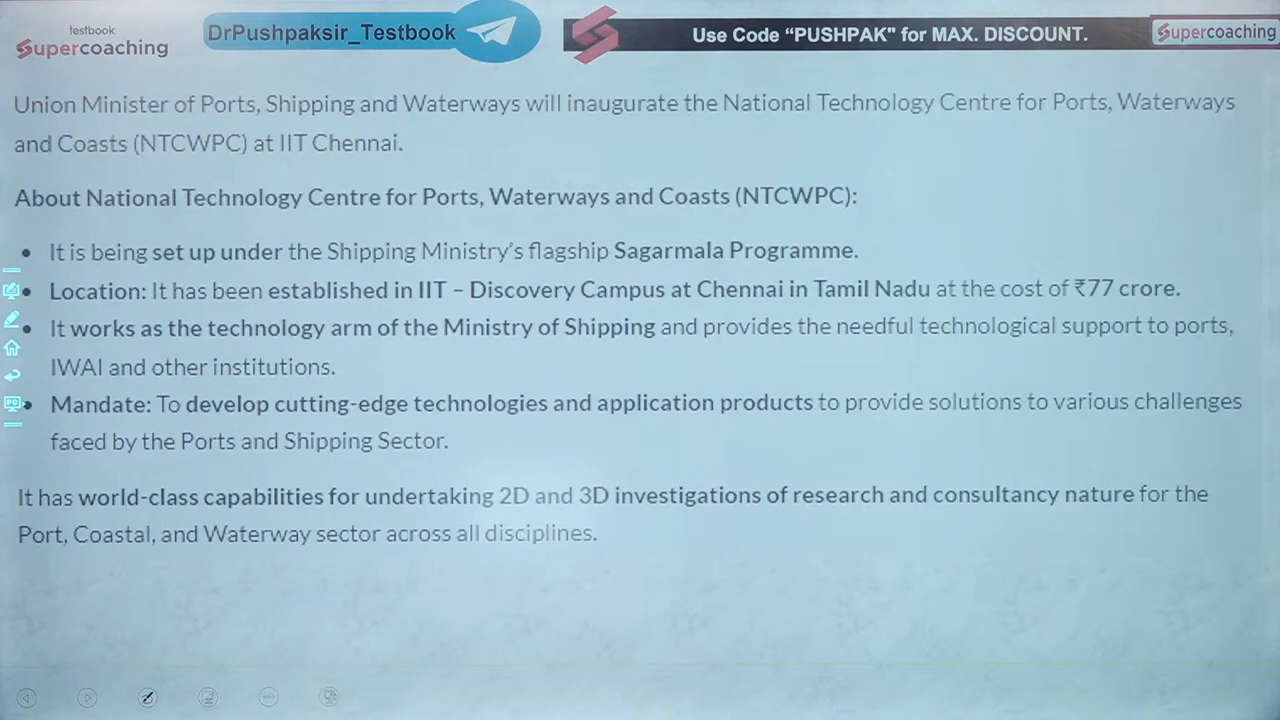 testbook
Supercoaching
DrPushpaksir_Testbook
Use Code “PUSHPAK" for MAX. DISCOUNT.
Supercoaching
Union Minister of Ports, Shipping and Waterways will inaugurate the National Technology Centre for Ports, Waterways
and Coasts (NTCWPC) at IIT Chennai.
About National Technology Centre for Ports, Waterways and Coasts (NTCWPC):
• It is being set up under the Shipping Ministry’s flagship Sagarmala Programme.
• Location: It has been established in IIT – Discovery Campus at Chennai in Tamil Nadu at the cost of ₹77 crore.
• It works as the technology arm of the Ministry of Shipping and provides the needful technological support to ports,
IWAI and other institutions.
• Mandate: To develop cutting-edge technologies and application products to provide solutions to various challenges
faced by the Ports and Shipping Sector.
It has world-class capabilities for undertaking 2D and 3D investigations of research and consultancy nature for the
Port, Coastal, and Waterway sector across all disciplines.